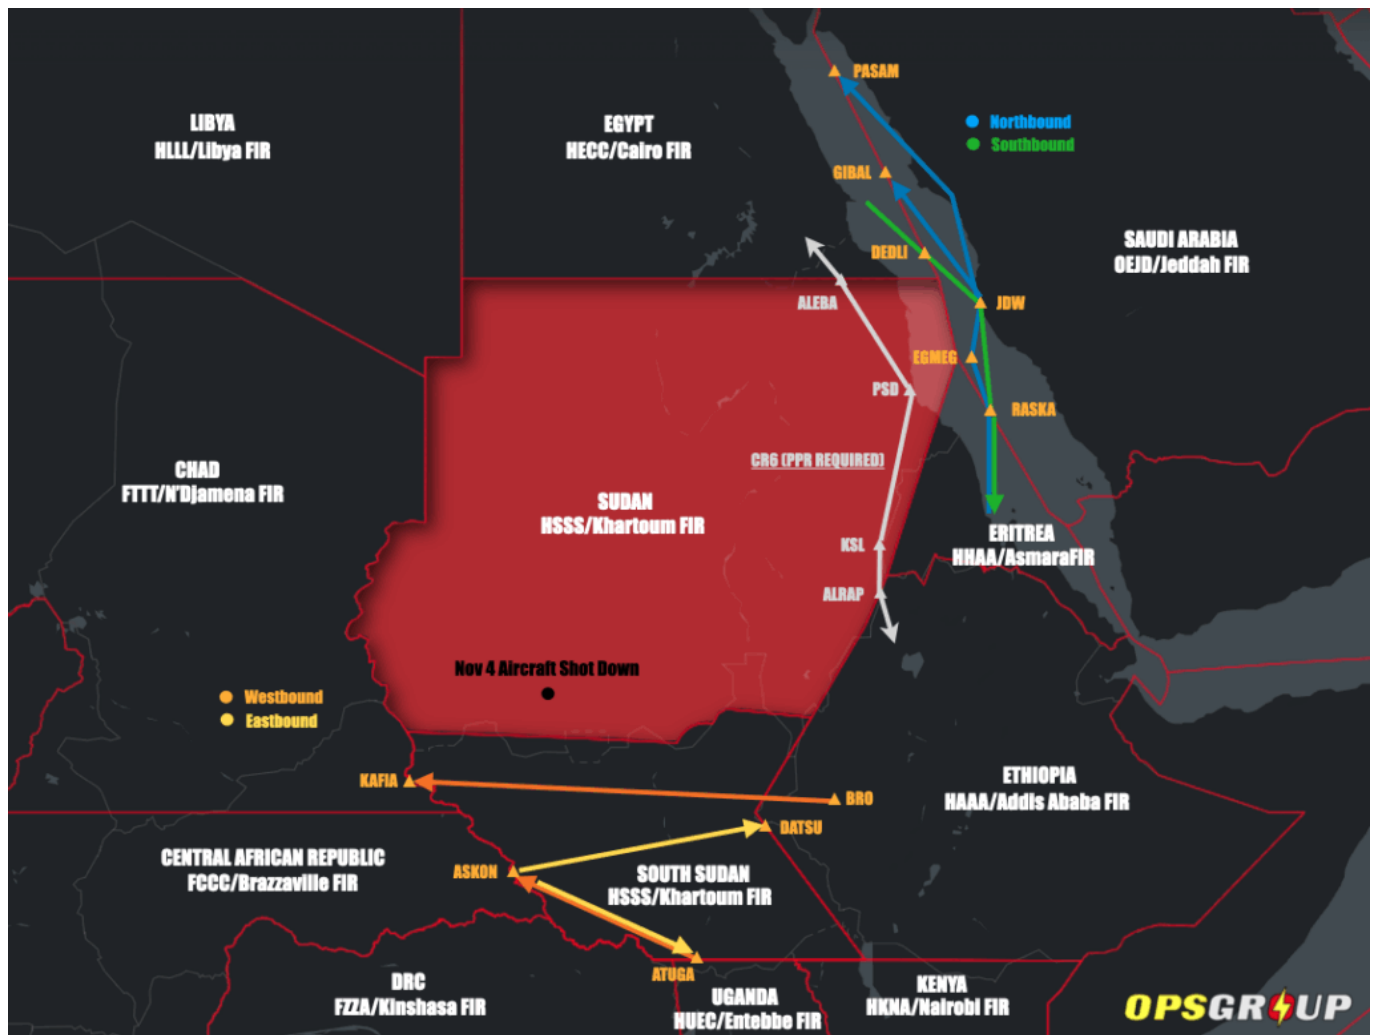 PASAM
LIBYA
HLLL/Libya FIR
EGYPT
HECC/Cairo FIR
Northbound
Southbound
GIBAL
DEDLI
SAUDI ARABIA
OEJD/Jeddah FIR
ALEBA
JDW
EGMEG
PSD
RASKA
CR6 (PPR REQUIRED)
CHAD
FTTT/N'Djamena FIR
SUDAN
HSSS/Khartoum FIR
KSL
ERITREA
HHAA/AsmaraFIR
ALRAP
Nov 4 Aircraft Shot Down
Westbound
Eastbound
KAFIA
BRO
ETHIOPIA
HAAA/Addis Ababa FIR
DATSU
CENTRAL AFRICAN REPUBLIC
FCCC/Brazzaville FIR
ASKON
SOUTH SUDAN
HSSS/Khartoum FIR
ATUGA
DRC
FZZA/Kinshasa FIR
UGANDA
HUEC/Entebbe FIR
KENYA
HKNA/Nairobi FIR
OPSGROUP